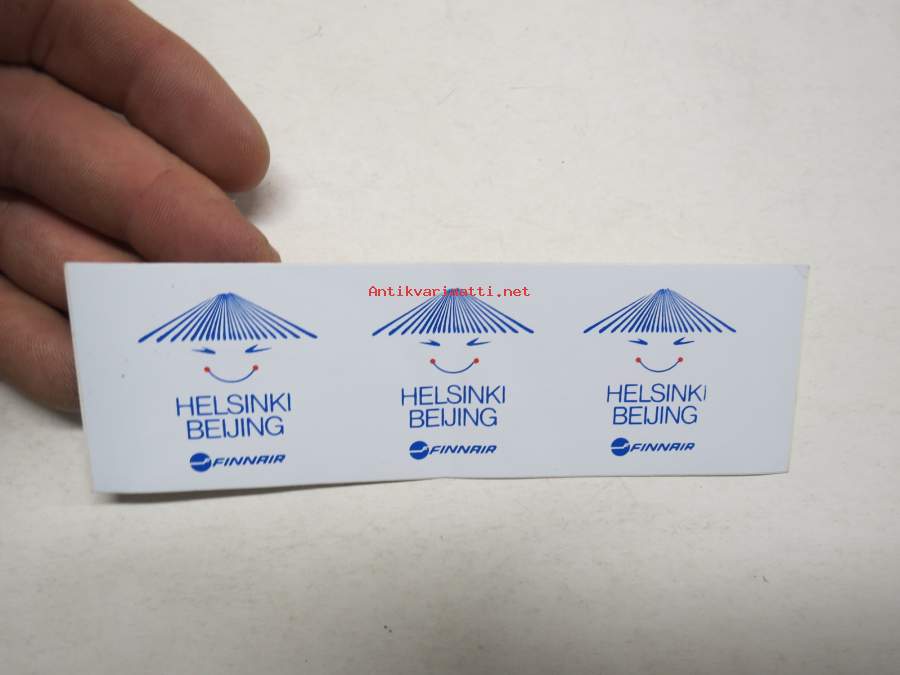 Antikvariaatti.net
HELSINKI
BEIJING
FINNAIR
HELSINKI
BEIJING
FINNAIR
HELSINKI
BEIJING
FINNAIR